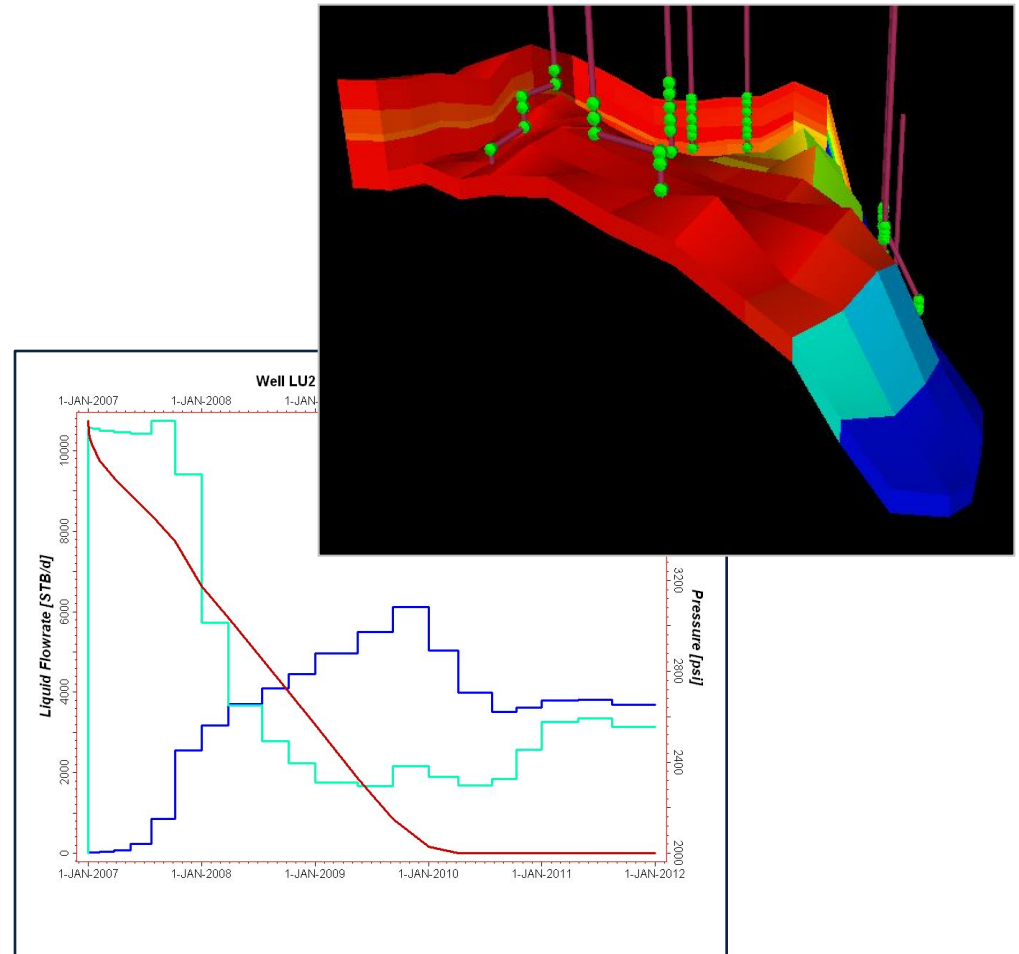 Well LU2
1-JAN-2007 1-JAN-2008 1-JAN-
10000
8000
6000
4000
2000
0
Liquid Flowrate [STB/d]
3200
2800
2400
2000
Pressure [psi]
1-JAN-2007 1-JAN-2008 1-JAN-2009 1-JAN-2010 1-JAN-2011 1-JAN-2012